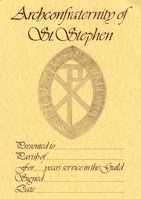 Archconfraternity of
St. Stephen
Presented to
Parish of
For years service in the Guild
Signed
Date